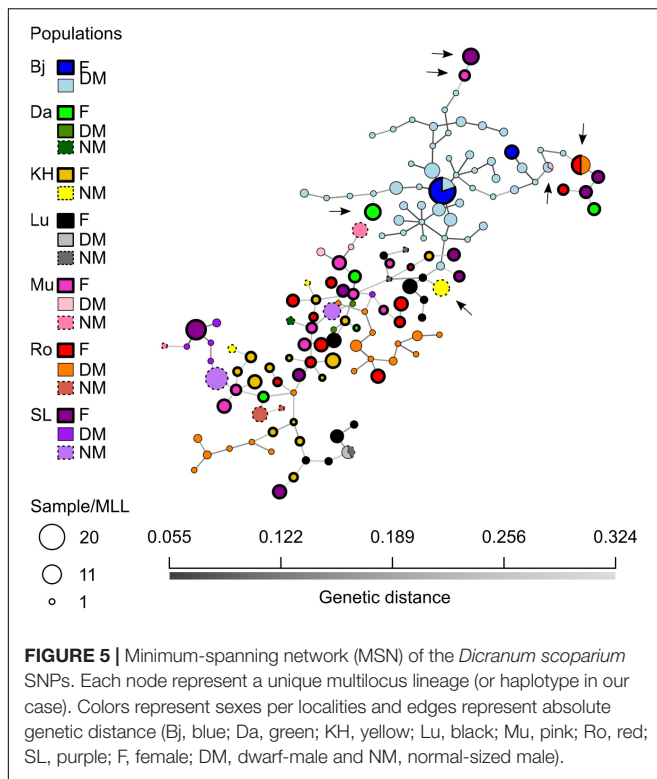 Populations
Bj F
DM
Da F
DM
NM
KH F
NM
Lu F
DM
NM
Mu F
DM
NM
Ro F
DM
NM
SL F
DM
NM
Sample/MLL
20
11
1
0.055 0.122 0.189 0.256 0.324
Genetic distance
FIGURE 5 | Minimum-spanning network (MSN) of the Dicranum scoparium
SNPs. Each node represent a unique multilocus lineage (or haplotype in our
case). Colors represent sexes per localities and edges represent absolute
genetic distance (Bj, blue; Da, green; KH, yellow; Lu, black; Mu, pink; Ro, red;
SL, purple; F, female; DM, dwarf-male and NM, normal-sized male).